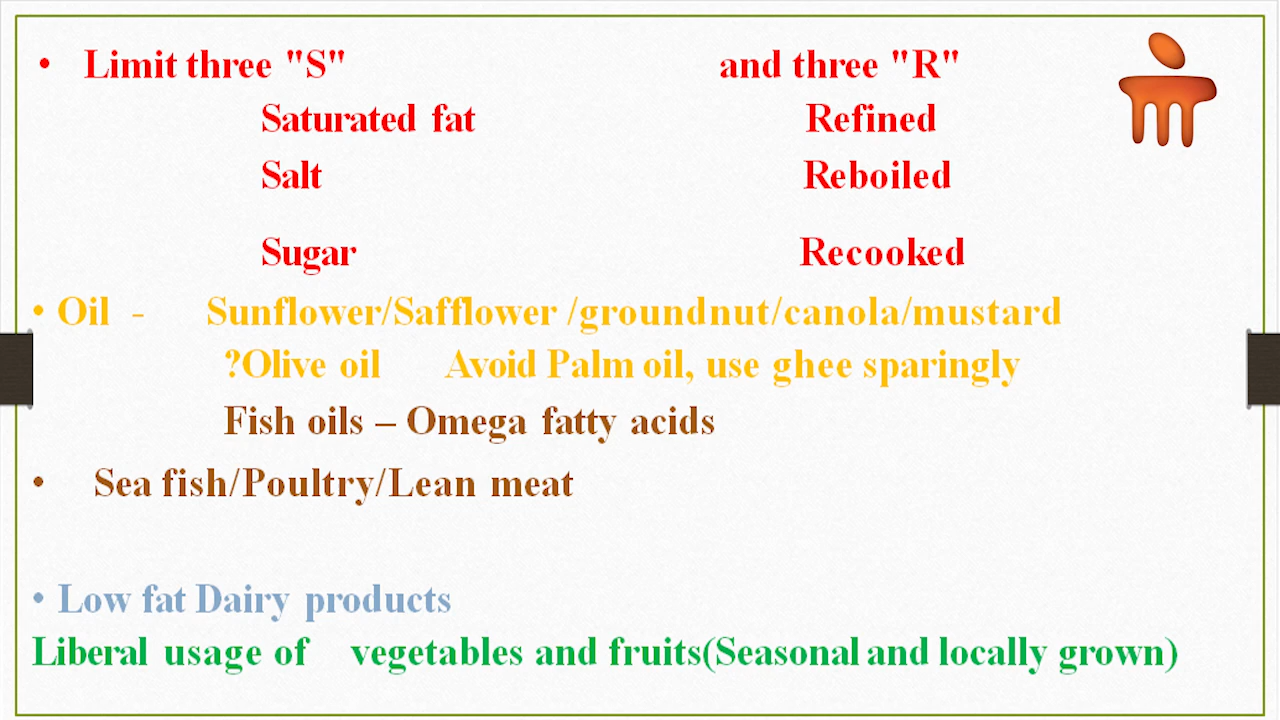 • Limit three "S" and three "R"
Saturated fat Refined
Salt Reboiled
Sugar Recooked
• Oil - Sunflower/Safflower /groundnut/canola/mustard
?Olive oil Avoid Palm oil, use ghee sparingly
Fish oils – Omega fatty acids
• Sea fish/Poultry/Lean meat
• Low fat Dairy products
Liberal usage of vegetables and fruits(Seasonal and locally grown)